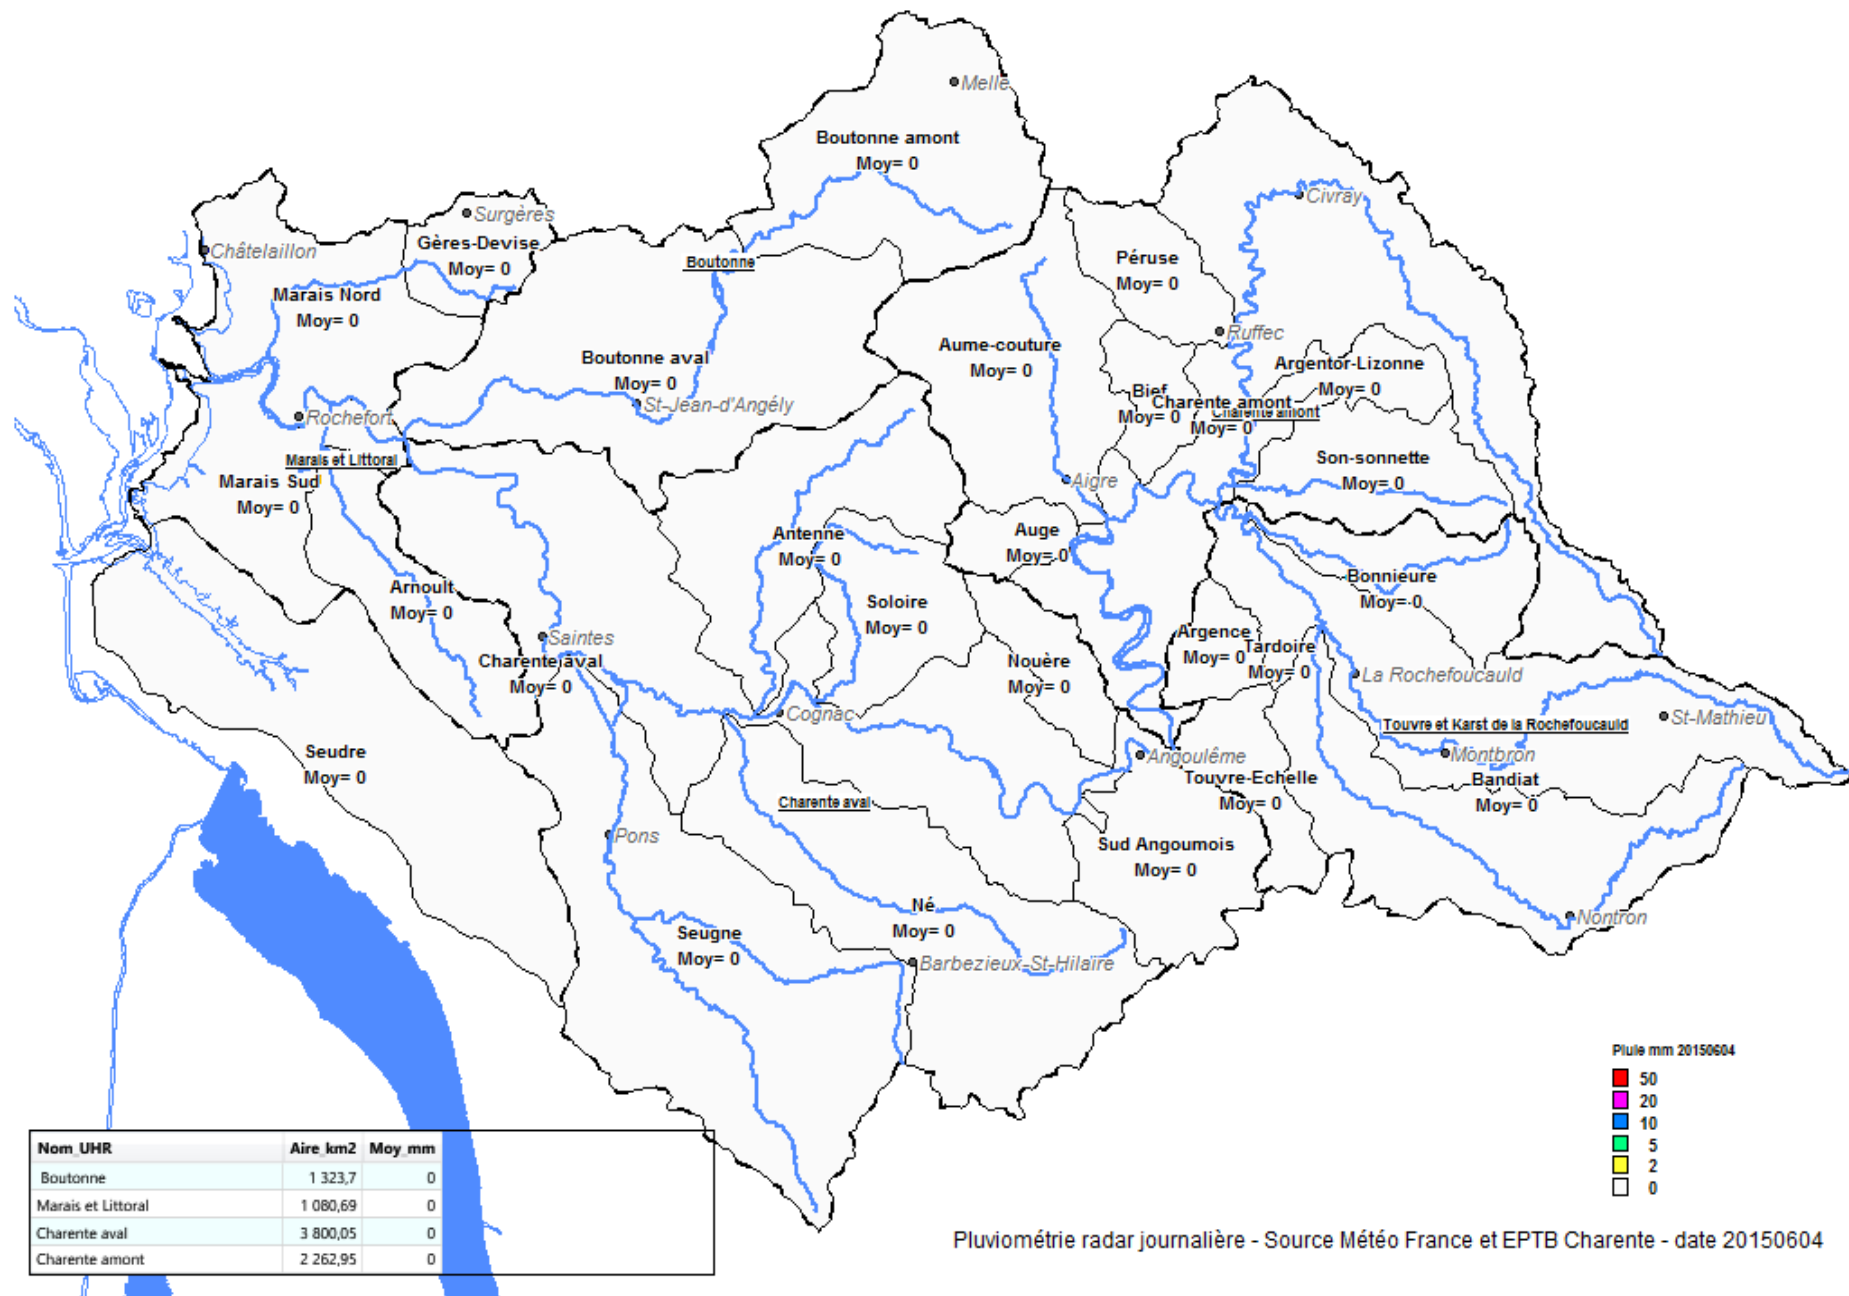 Melle
Boutonne amont
Moy= 0
Civray
Surgères
Gères-Devise
Moy= 0
Châtelaillon
Boutonne
Péruse
Moy= 0
Marais Nord
Moy= 0
Ruffec
Aume-couture
Moy= 0
Boutonne aval
Moy= 0
Argentor-Lizonne
Moy= 0
Bief
Moy= 0
Charente amont
Moy= 0
Charente amont
St-Jean-d'Angély
Rochefort
Marais et Littoral
Son-sonnette
Moy= 0
Marais Sud
Moy= 0
Aigre
Antenne
Moy= 0
Auge
Moy= 0
Arnoult
Moy= 0
Bonnieure
Moy= 0
Soloire
Moy= 0
Saintes
Argence
Moy= 0
Tardoire
Moy= 0
Charente aval
Moy= 0
Nouère
Moy= 0
La Rochefoucauld
Cognac
St-Mathieu
Touvre et Karst de la Rochefoucauld
Seudre
Moy= 0
Angoulême
Montbron
Touvre-Echelle
Moy= 0
Bandiat
Moy= 0
Charente aval
Pons
Sud Angoumois
Moy= 0
Né
Moy= 0
Nontron
Seugne
Moy= 0
Barbezieux-St-Hilaire
Pluie mm 20150604
50
20
10
5
2
0
Nom_UHR Aire_km2 Moy_mm
Boutonne 1 323,7 0
Marais et Littoral 1 080,69 0
Charente aval 3 800,05 0
Charente amont 2 262,95 0
Pluviométrie radar journalière - Source Météo France et EPTB Charente - date 20150604